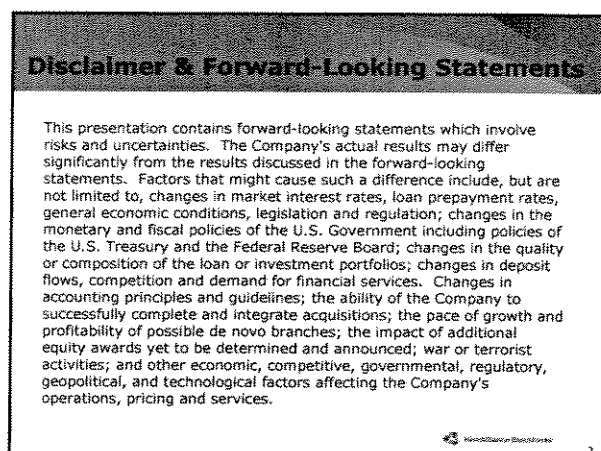 Disclaimer & Forward-Looking Statements
This presentation contains forward-looking statements which involve
risks and uncertainties. The Company's actual results may differ
significantly from the results discussed in the forward-looking
statements. Factors that might cause such a difference include, but are
not limited to, changes in market interest rates, loan prepayment rates,
general economic conditions, legislation and regulation; changes in the
monetary and fiscal policies of the U.S. Government including policies of
the U.S. Treasury and the Federal Reserve Board; changes in the quality
or composition of the loan or investment portfolios; changes in deposit
flows, competition and demand for financial services. Changes in
accounting principles and guidelines; the ability of the Company to
successfully complete and integrate acquisitions; the pace of growth and
profitability of possible de novo branches; the impact of additional
equity awards yet to be determined and announced; war or terrorist
activities; and other economic, competitive, governmental, regulatory,
geopolitical, and technological factors affecting the Company's
operations, pricing and services.